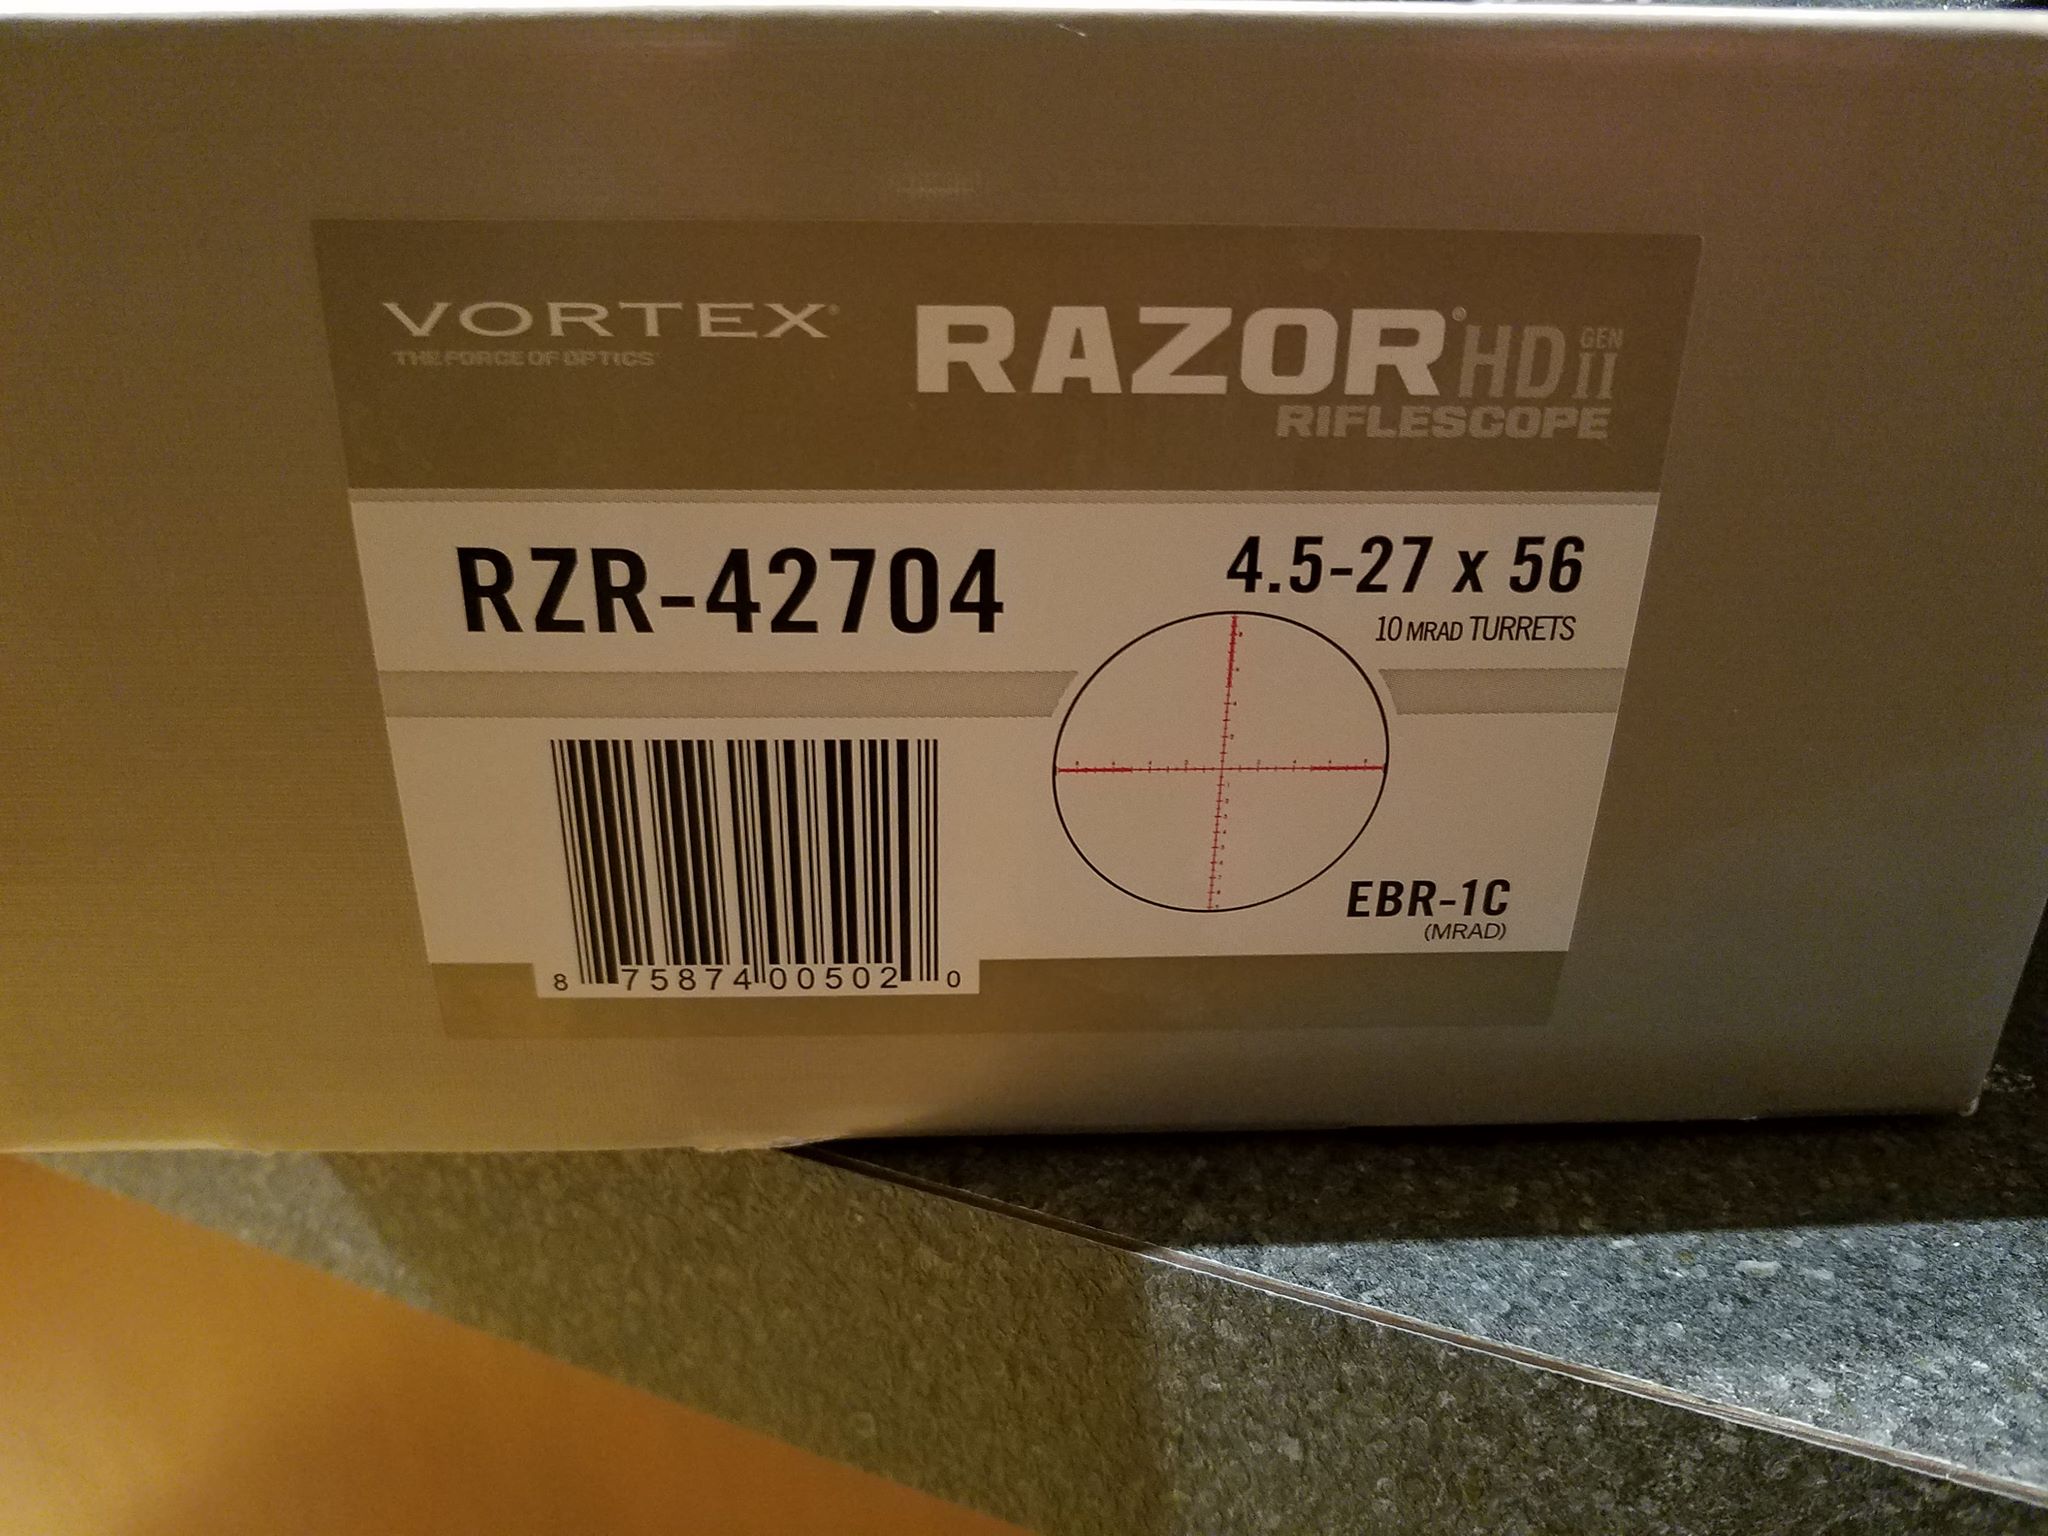 VORTEX®
THE FORCE OF OPTICS
RAZOR® HD GEN II
RIFLESCOPE
RZR-42704
4.5-27 x 56
10 MRAD TURRETS
EBR-1C
(MRAD)
8 75874 00502 0